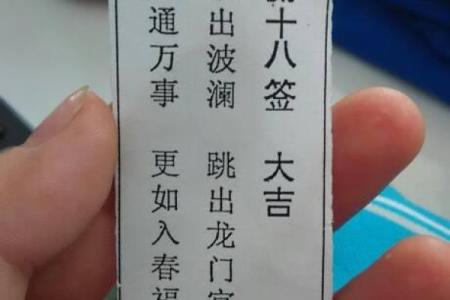 十八签 大吉
出波澜 跳出龙门
通万事 更如入春福